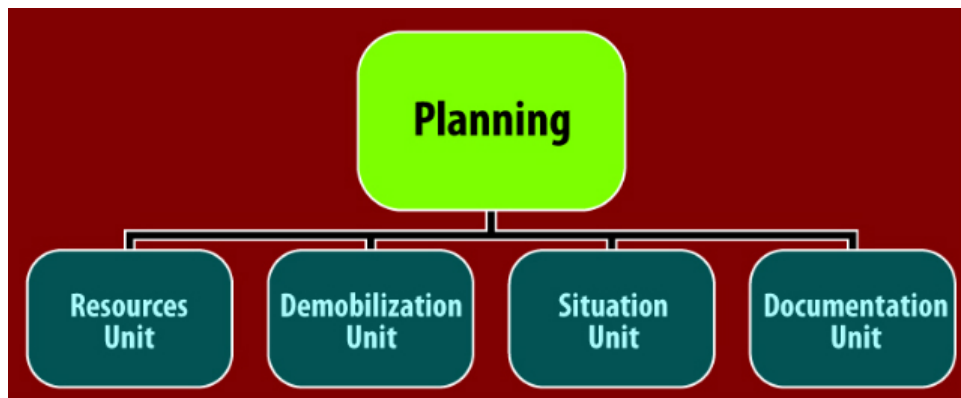 Planning
Resources
Unit
Demobilization
Unit
Situation
Unit
Documentation
Unit